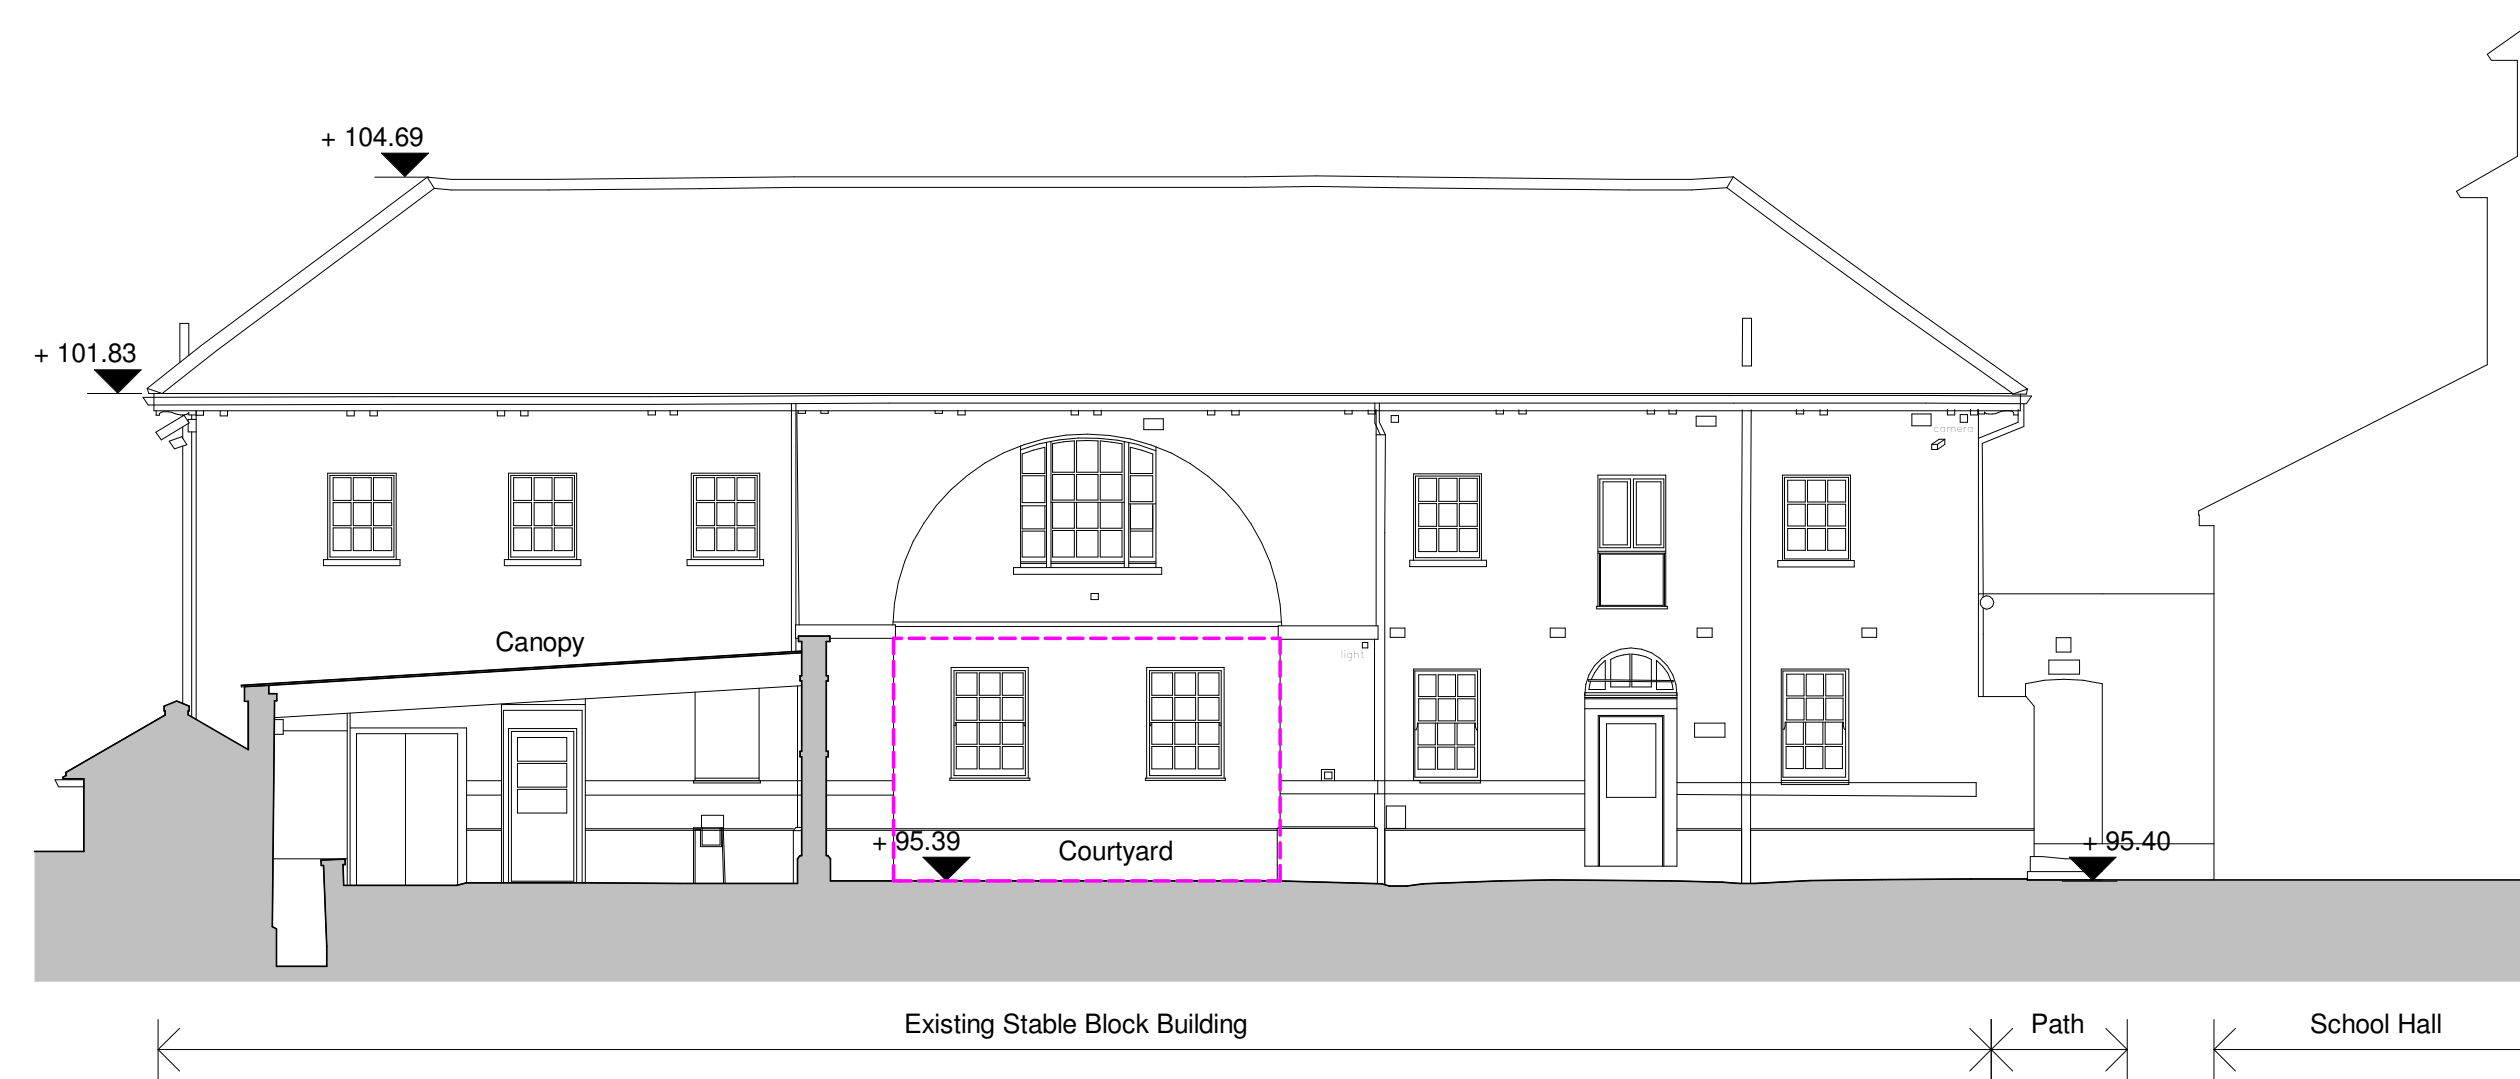 + 104.69
+ 101.83
camera
Canopy
light
+ 95.39
Courtyard
+ 95.40
Existing Stable Block Building
Path
School Hall